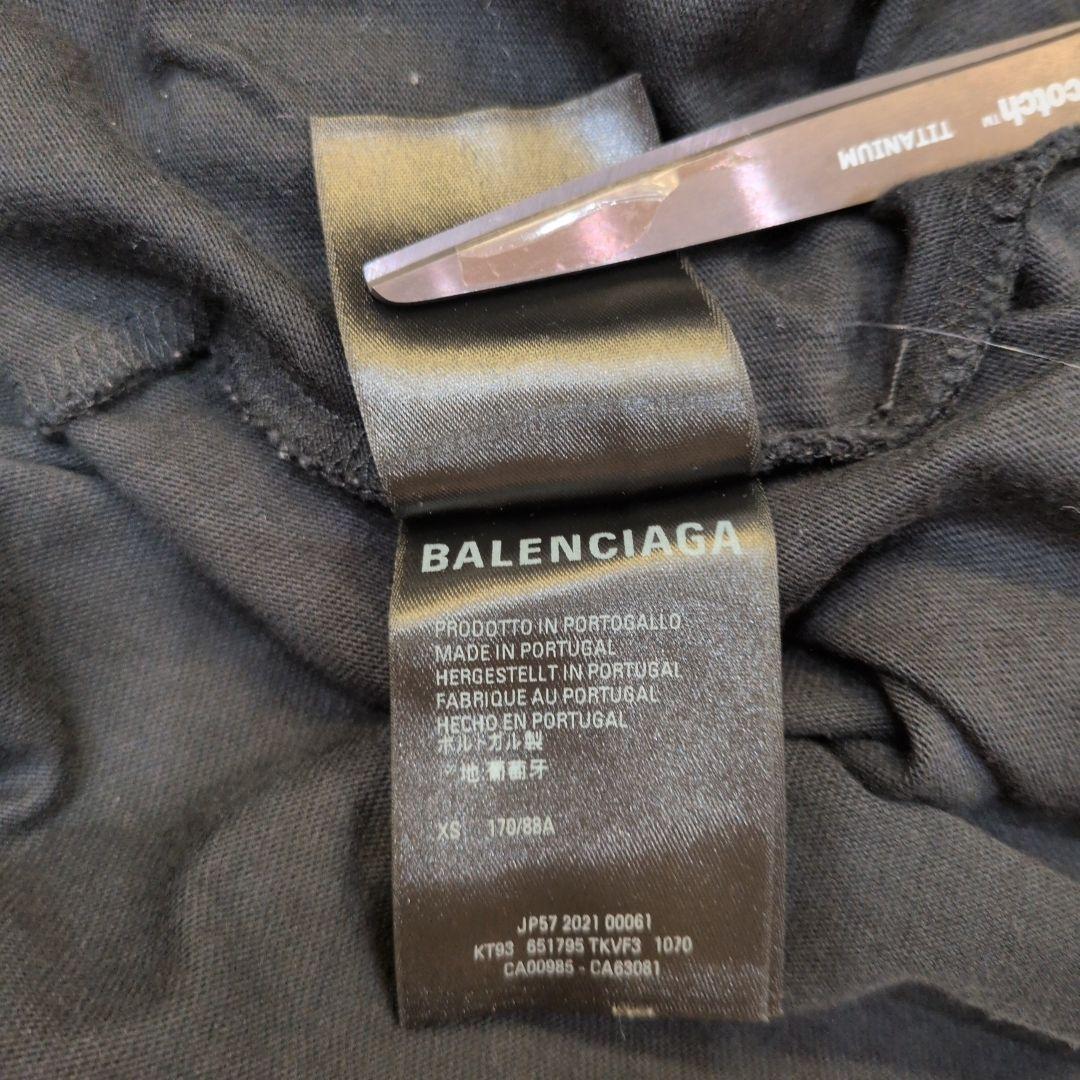 Scotch™
TITANIUM
BALENCIAGA
PRODOTTO IN PORTOGALLO
MADE IN PORTUGAL
HERGESTELLT IN PORTUGAL
FABRIQUE AU PORTUGAL
HECHO EN PORTUGAL
ポルトガル製
地:葡萄牙
XS 170/88A
JP57 2021 00061
KT93 651795 TKVF3 1070
CA00985 - CA63081